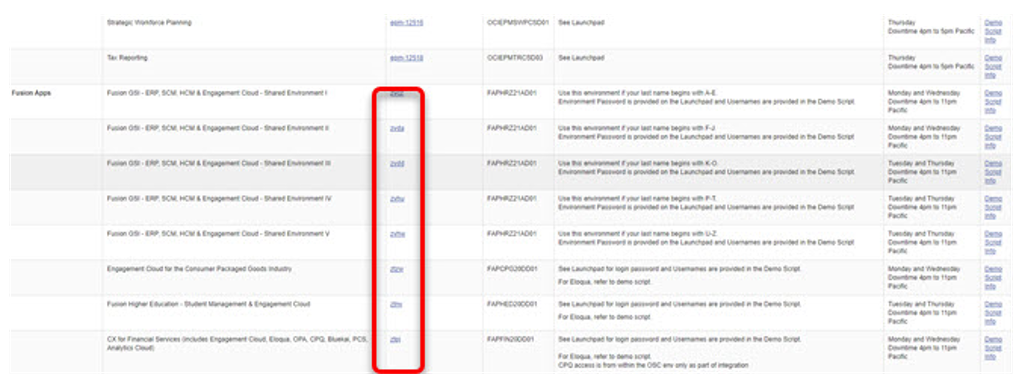 Strategic Workforce Planning epm-12518 OCIEPMSWPCSD01 See Launchpad Thursday Demo
Downtime 4pm to 5pm Pacific Script
Info
Tax Reporting epm-12518 OCIEPMTRCSD03 See Launchpad Thursday Demo
Downtime 4pm to 5pm Pacific Script
Info
Fusion Apps Fusion GSI - ERP, SCM, HCM & Engagement Cloud - Shared Environment I FAPHRZ21AD01 Use this environment if your last name begins with A-E. Monday and Wednesday Demo
Environment Password is provided on the Launchpad and Usernames are provided in the Demo Script. Downtime 4pm to 11pm Script
Pacific Info
Fusion GSI - ERP, SCM, HCM & Engagement Cloud - Shared Environment II FAPHRZ21AD01 Use this environment if your last name begins with F-J. Monday and Wednesday Demo
Environment Password is provided on the Launchpad and Usernames are provided in the Demo Script. Downtime 4pm to 11pm Script
Pacific Info
Fusion GSI - ERP, SCM, HCM & Engagement Cloud - Shared Environment III FAPHRZ21AD01 Use this environment if your last name begins with K-O. Tuesday and Thursday Demo
Environment Password is provided on the Launchpad and Usernames are provided in the Demo Script. Downtime 4pm to 11pm Script
Pacific Info
Fusion GSI - ERP, SCM, HCM & Engagement Cloud - Shared Environment IV FAPHRZ21AD01 Use this environment if your last name begins with P-T. Tuesday and Thursday Demo
Environment Password is provided on the Launchpad and Usernames are provided in the Demo Script Downtime 4pm to 11pm Script
Pacific Info
Fusion GSI - ERP, SCM, HCM & Engagement Cloud - Shared Environment V FAPHRZ21AD01 Use this environment if your last name begins with U-Z. Tuesday and Thursday Demo
Environment Password is provided on the Launchpad and Usernames are provided in the Demo Script Downtime 4pm to 11pm Script
Pacific Info
Engagement Cloud for the Consumer Packaged Goods Industry FAPCPG20DD01 See Launchpad for login password and Usernames are provided in the Demo Script. Monday and Wednesday Demo
For Eloqua, refer to demo script. Downtime 4pm to 11pm Script
Pacific Info
Fusion Higher Education - Student Management & Engagement Cloud FAPHED20DD01 See Launchpad for login password and Usernames are provided in the Demo Script. Tuesday and Thursday Demo
For Eloqua, refer to demo script. Downtime 4pm to 11pm Script
Pacific Info
CX for Financial Services (includes Engagement Cloud, Eloqua, OPA, CPQ, Bluekai, PCS, FAPFIN20DD01 See Launchpad for login password and Usernames are provided in the Demo Script. Monday and Wednesday Demo
Analytics Cloud) Downtime 4pm to 11pm Script
For Eloqua, refer to demo script. Pacific Info
CPQ access is from within the OSC env only as part of integration